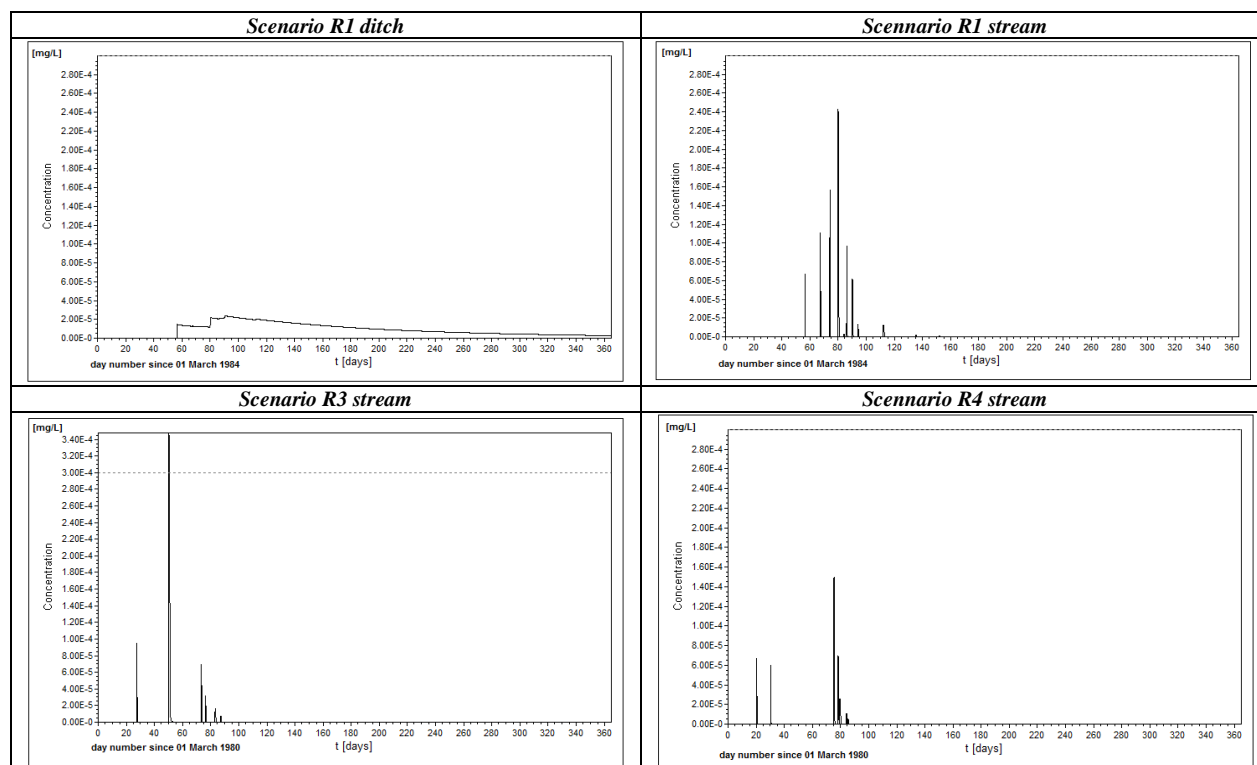 Scenario R1 ditch
[mg/L]
2.80E-4
2.60E-4
2.40E-4
2.20E-4
2.00E-4
1.80E-4
1.60E-4
1.40E-4
1.20E-4
1.00E-4
8.00E-5
6.00E-5
4.00E-5
2.00E-5
0.00E-0
Concentration
0 20 40 60 80 100 120 140 160 180 200 220 240 260 280 300 320 340 360
t [days]
day number since 01 March 1984
Scennario R1 stream
[mg/L]
2.80E-4
2.60E-4
2.40E-4
2.20E-4
2.00E-4
1.80E-4
1.60E-4
1.40E-4
1.20E-4
1.00E-4
8.00E-5
6.00E-5
4.00E-5
2.00E-5
0.00E-0
Concentration
0 20 40 60 80 100 120 140 160 180 200 220 240 260 280 300 320 340 360
t [days]
day number since 01 March 1984
Scenario R3 stream
[mg/L]
3.40E-4
3.20E-4
3.00E-4
2.80E-4
2.60E-4
2.40E-4
2.20E-4
2.00E-4
1.80E-4
1.60E-4
1.40E-4
1.20E-4
1.00E-4
8.00E-5
6.00E-5
4.00E-5
2.00E-5
0.00E-0
Concentration
0 20 40 60 80 100 120 140 160 180 200 220 240 260 280 300 320 340 360
t [days]
day number since 01 March 1980
Scennario R4 stream
[mg/L]
2.80E-4
2.60E-4
2.40E-4
2.20E-4
2.00E-4
1.80E-4
1.60E-4
1.40E-4
1.20E-4
1.00E-4
8.00E-5
6.00E-5
4.00E-5
2.00E-5
0.00E-0
Concentration
0 20 40 60 80 100 120 140 160 180 200 220 240 260 280 300 320 340 360
t [days]
day number since 01 March 1980